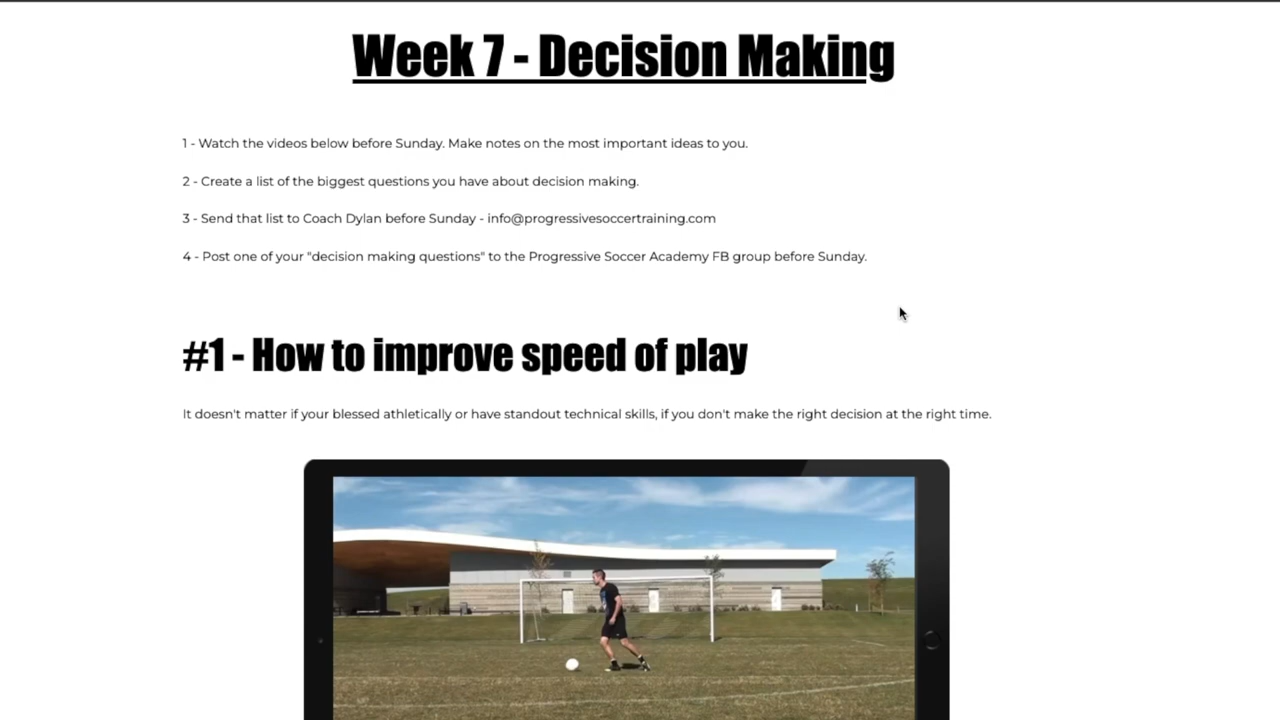 Week 7 - Decision Making
1 - Watch the videos below before Sunday. Make notes on the most important ideas to you.
2 - Create a list of the biggest questions you have about decision making.
3 - Send that list to Coach Dylan before Sunday - info@progressivesoccertraining.com
4 - Post one of your "decision making questions" to the Progressive Soccer Academy FB group before Sunday.
#1 - How to improve speed of play
It doesn't matter if your blessed athletically or have standout technical skills, if you don't make the right decision at the right time.